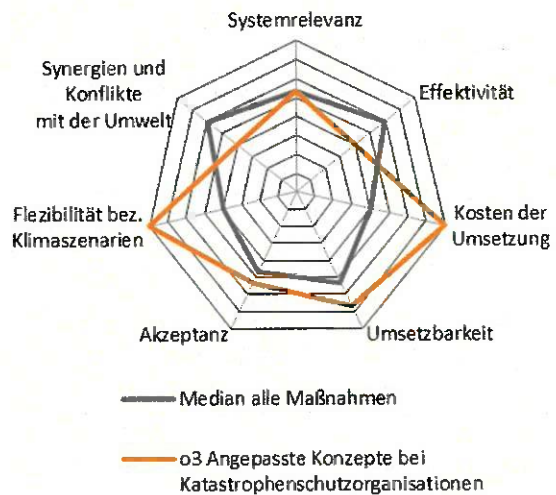 Systemrelevanz
Synergien und
Konflikte
mit der Umwelt
Effektivität
Flezibilität bez.
Klimaszenarien
Kosten der
Umsetzung
Akzeptanz
Umsetzbarkeit
Median alle Maßnahmen
o3 Angepasste Konzepte bei
Katastrophenschutzorganisationen